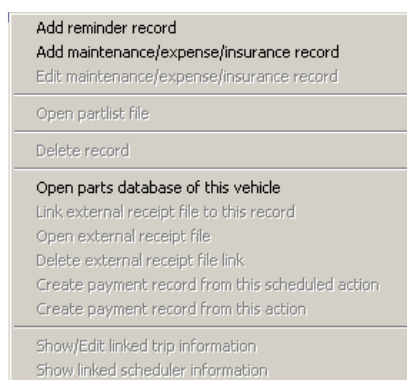 Add reminder record
Add maintenance/expense/insurance record
Edit maintenance/expense/insurance record
Open partlist file
Delete record
Open parts database of this vehicle
Link external receipt file to this record
Open external receipt file
Delete external receipt file link
Create payment record from this scheduled action
Create payment record from this action
Show/Edit linked trip information
Show linked scheduler information